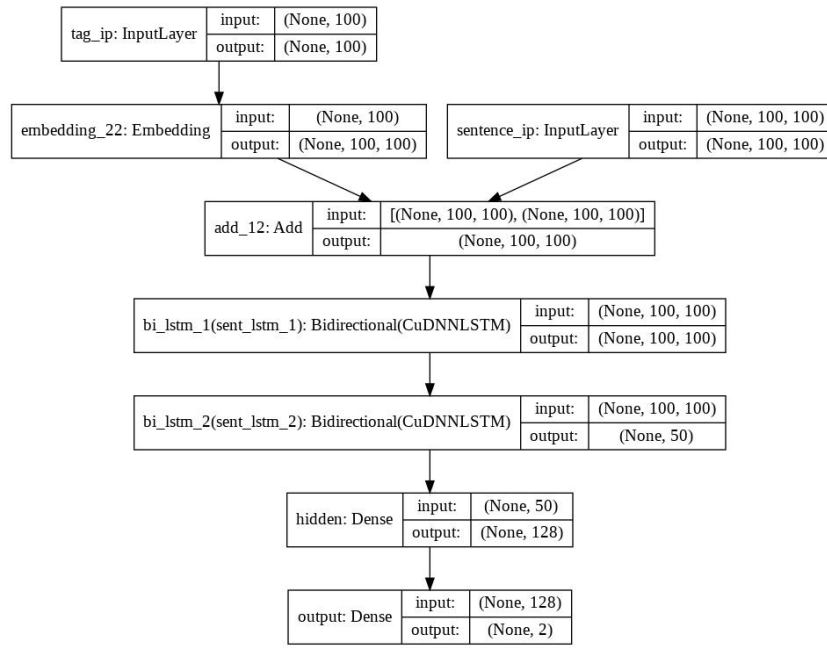 tag_ip: InputLayer
input: (None, 100)
output: (None, 100)
embedding_22: Embedding
input: (None, 100)
output: (None, 100, 100)
sentence_ip: InputLayer
input: (None, 100, 100)
output: (None, 100, 100)
add_12: Add
input: [(None, 100, 100), (None, 100, 100)]
output: (None, 100, 100)
bi_lstm_1(sent_lstm_1): Bidirectional(CuDNNLSTM)
input: (None, 100, 100)
output: (None, 100, 100)
bi_lstm_2(sent_lstm_2): Bidirectional(CuDNNLSTM)
input: (None, 100, 100)
output: (None, 50)
hidden: Dense
input: (None, 50)
output: (None, 128)
output: Dense
input: (None, 128)
output: (None, 2)